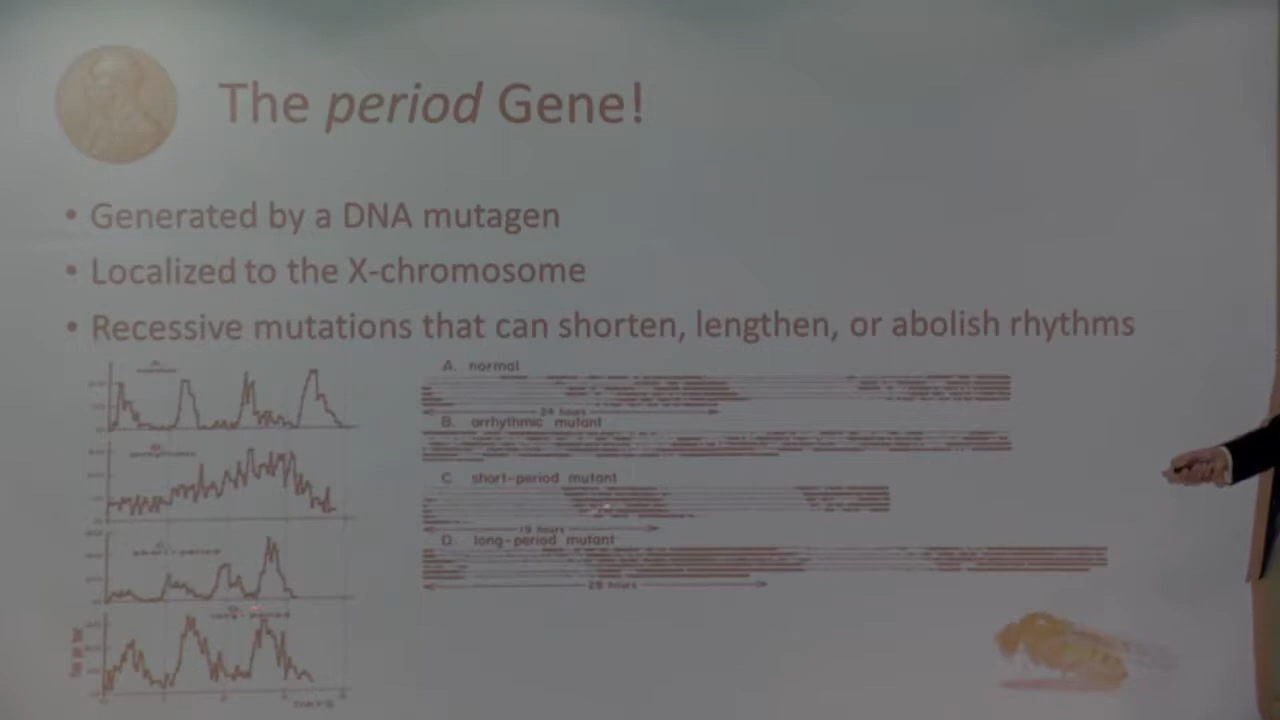 The period Gene!
• Generated by a DNA mutagen
• Localized to the X-chromosome
• Recessive mutations that can shorten, lengthen, or abolish rhythms
A. normal
24 hours
B. arrhythmic mutant
C. short-period mutant
19 hours
D. long-period mutant
28 hours